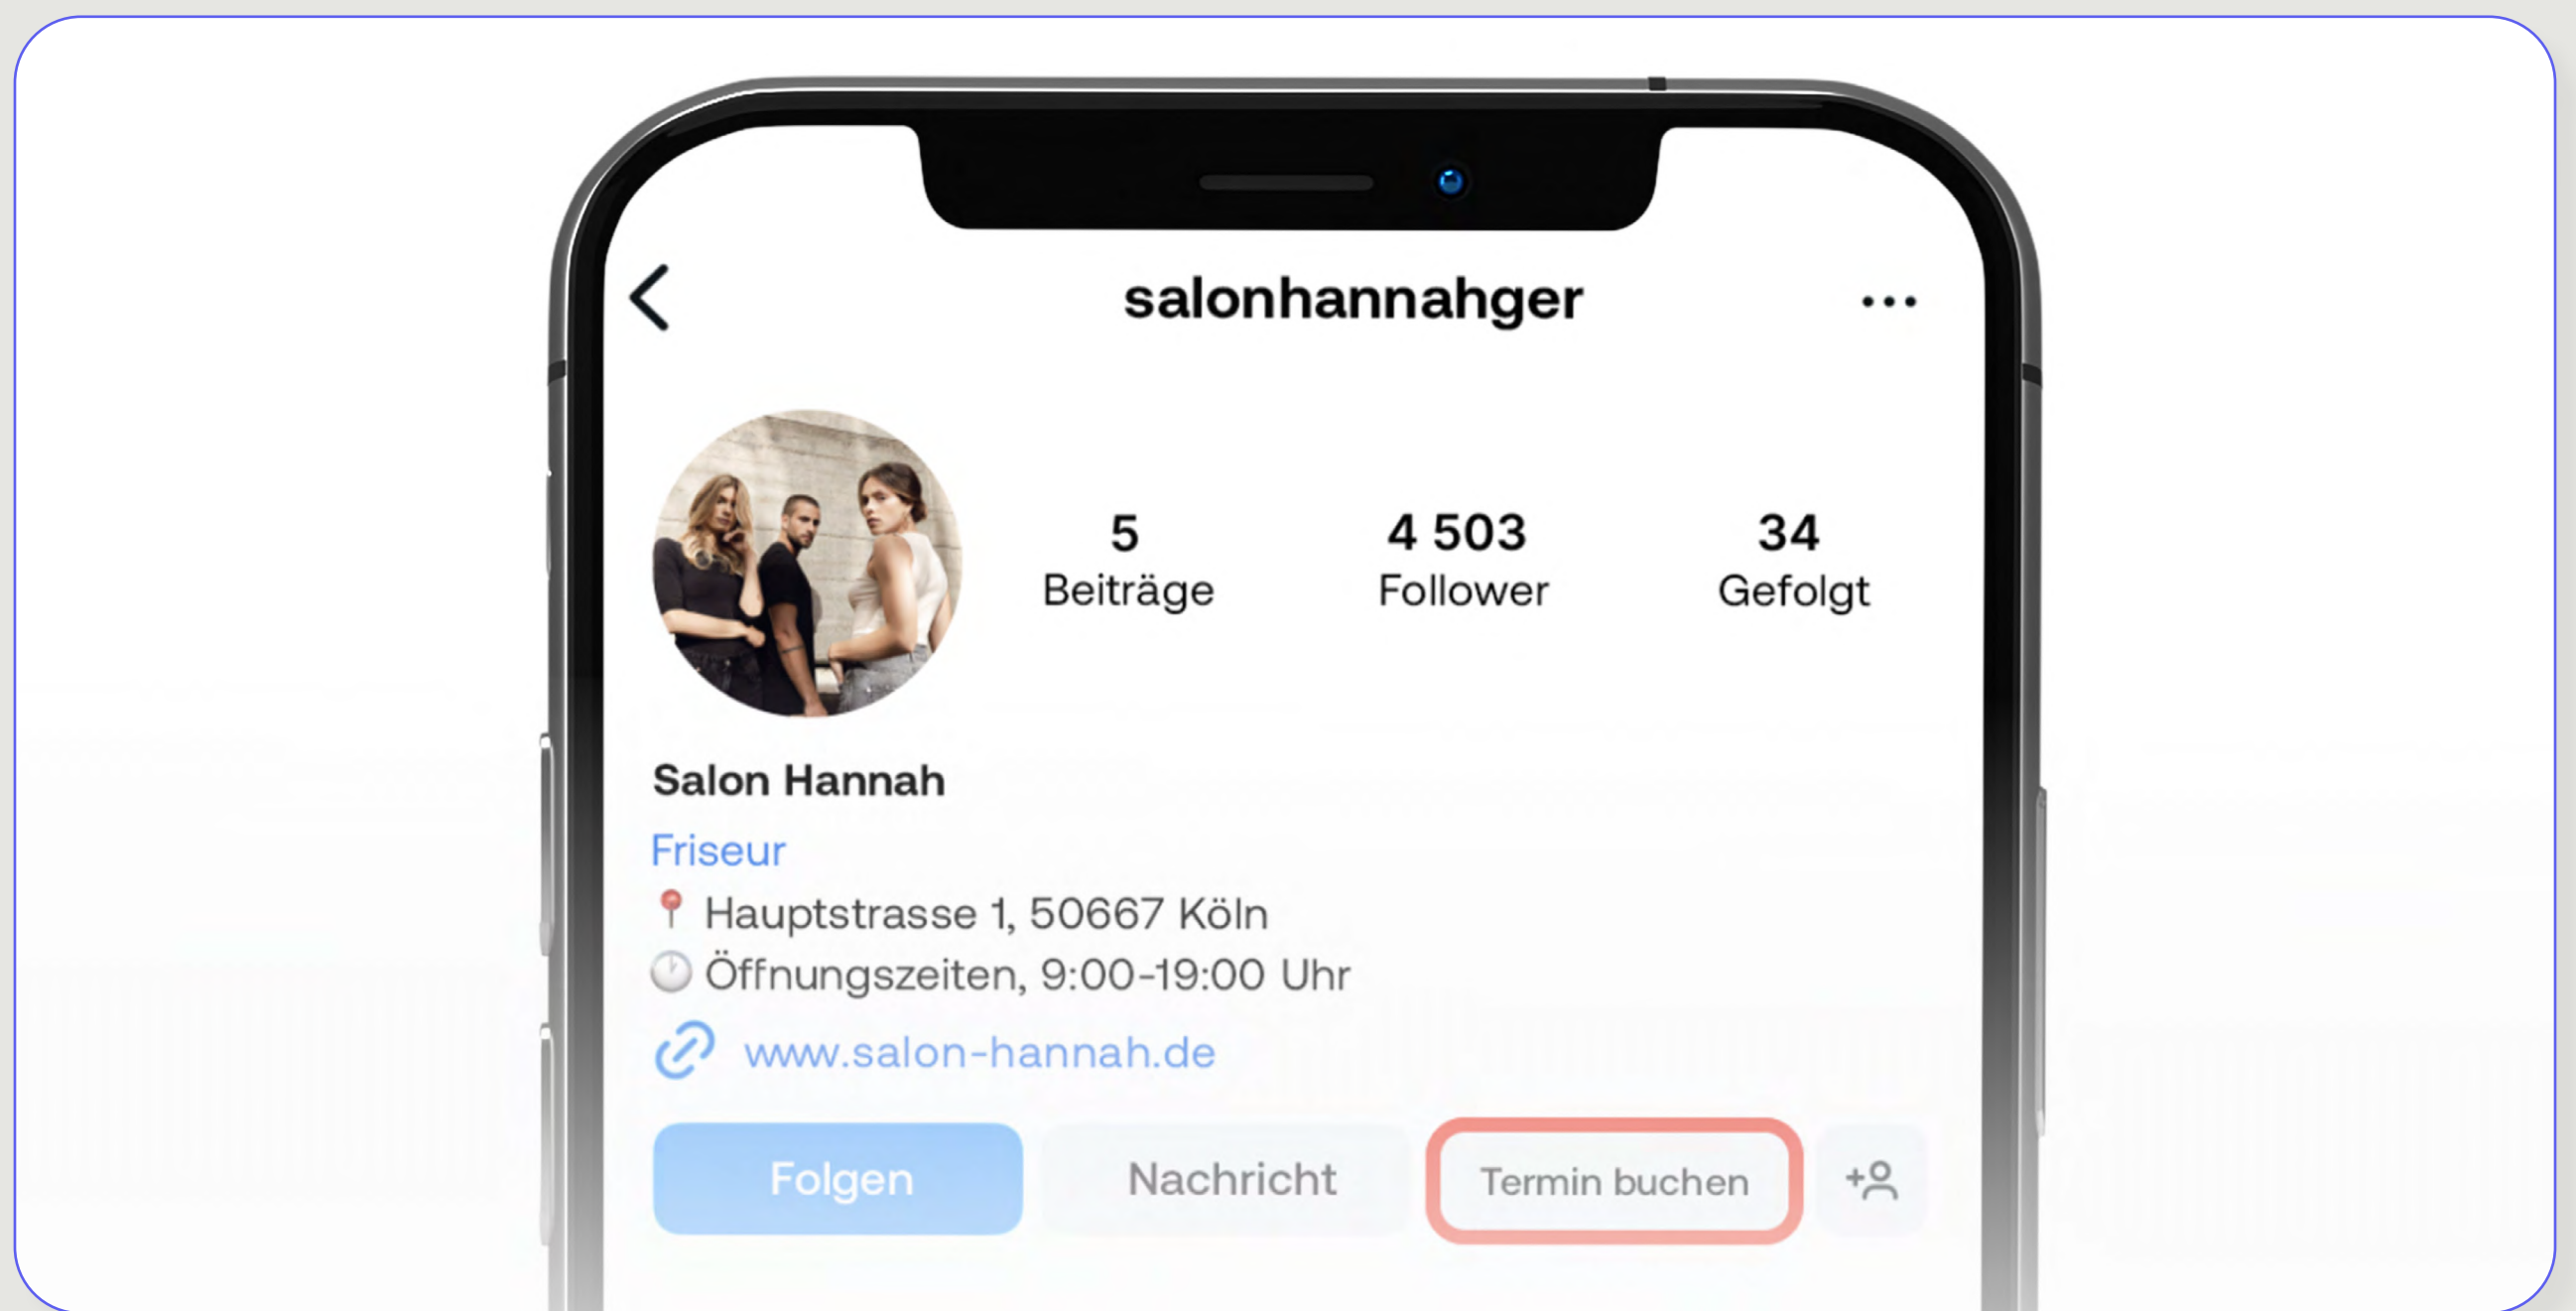 salonhannahger
5
4 503
34
Beiträge
Follower
Gefolgt
Salon Hannah
Friseur
Hauptstrasse 1, 50667 Köln
Öffnungszeiten, 9:00-19:00 Uhr
www.salon-hannah.de
Folgen
Nachricht
Termin buchen